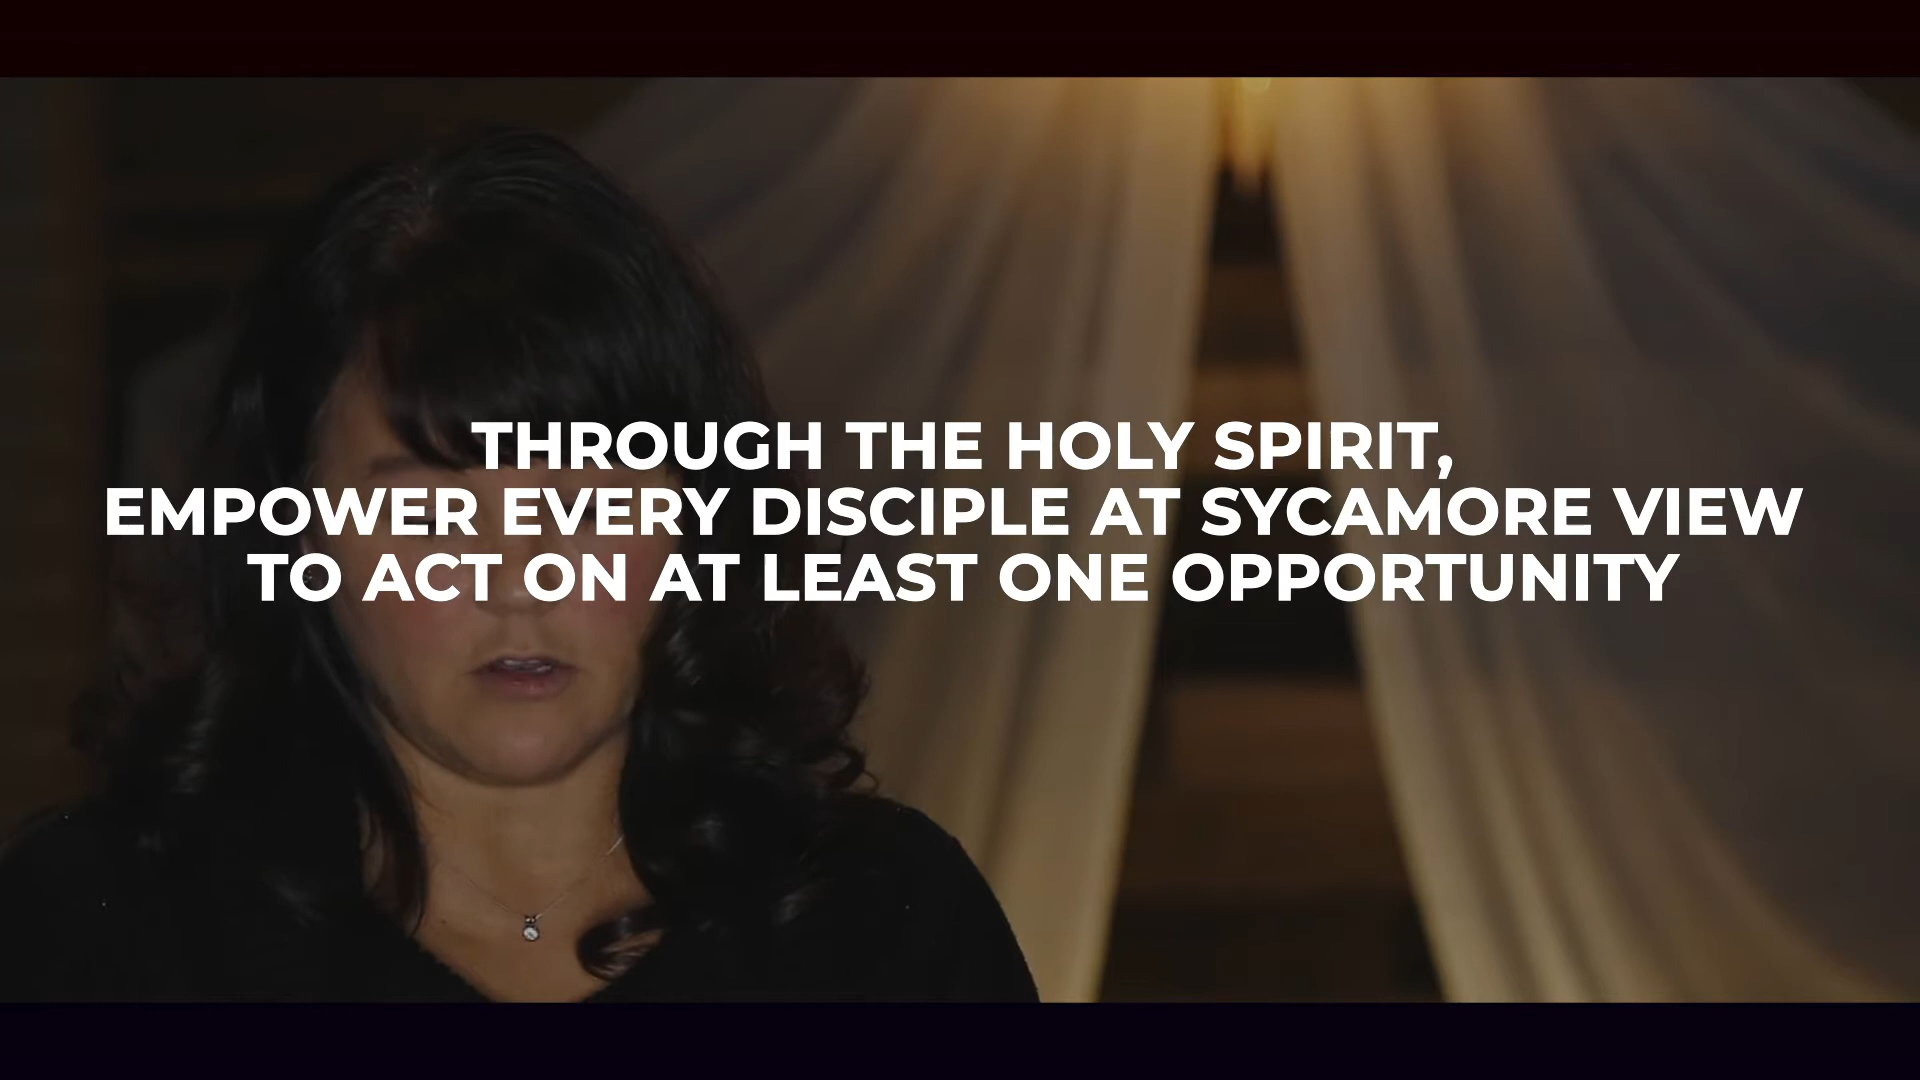 THROUGH THE HOLY SPIRIT,
EMPOWER EVERY DISCIPLE AT SYCAMORE VIEW
TO ACT ON AT LEAST ONE OPPORTUNITY